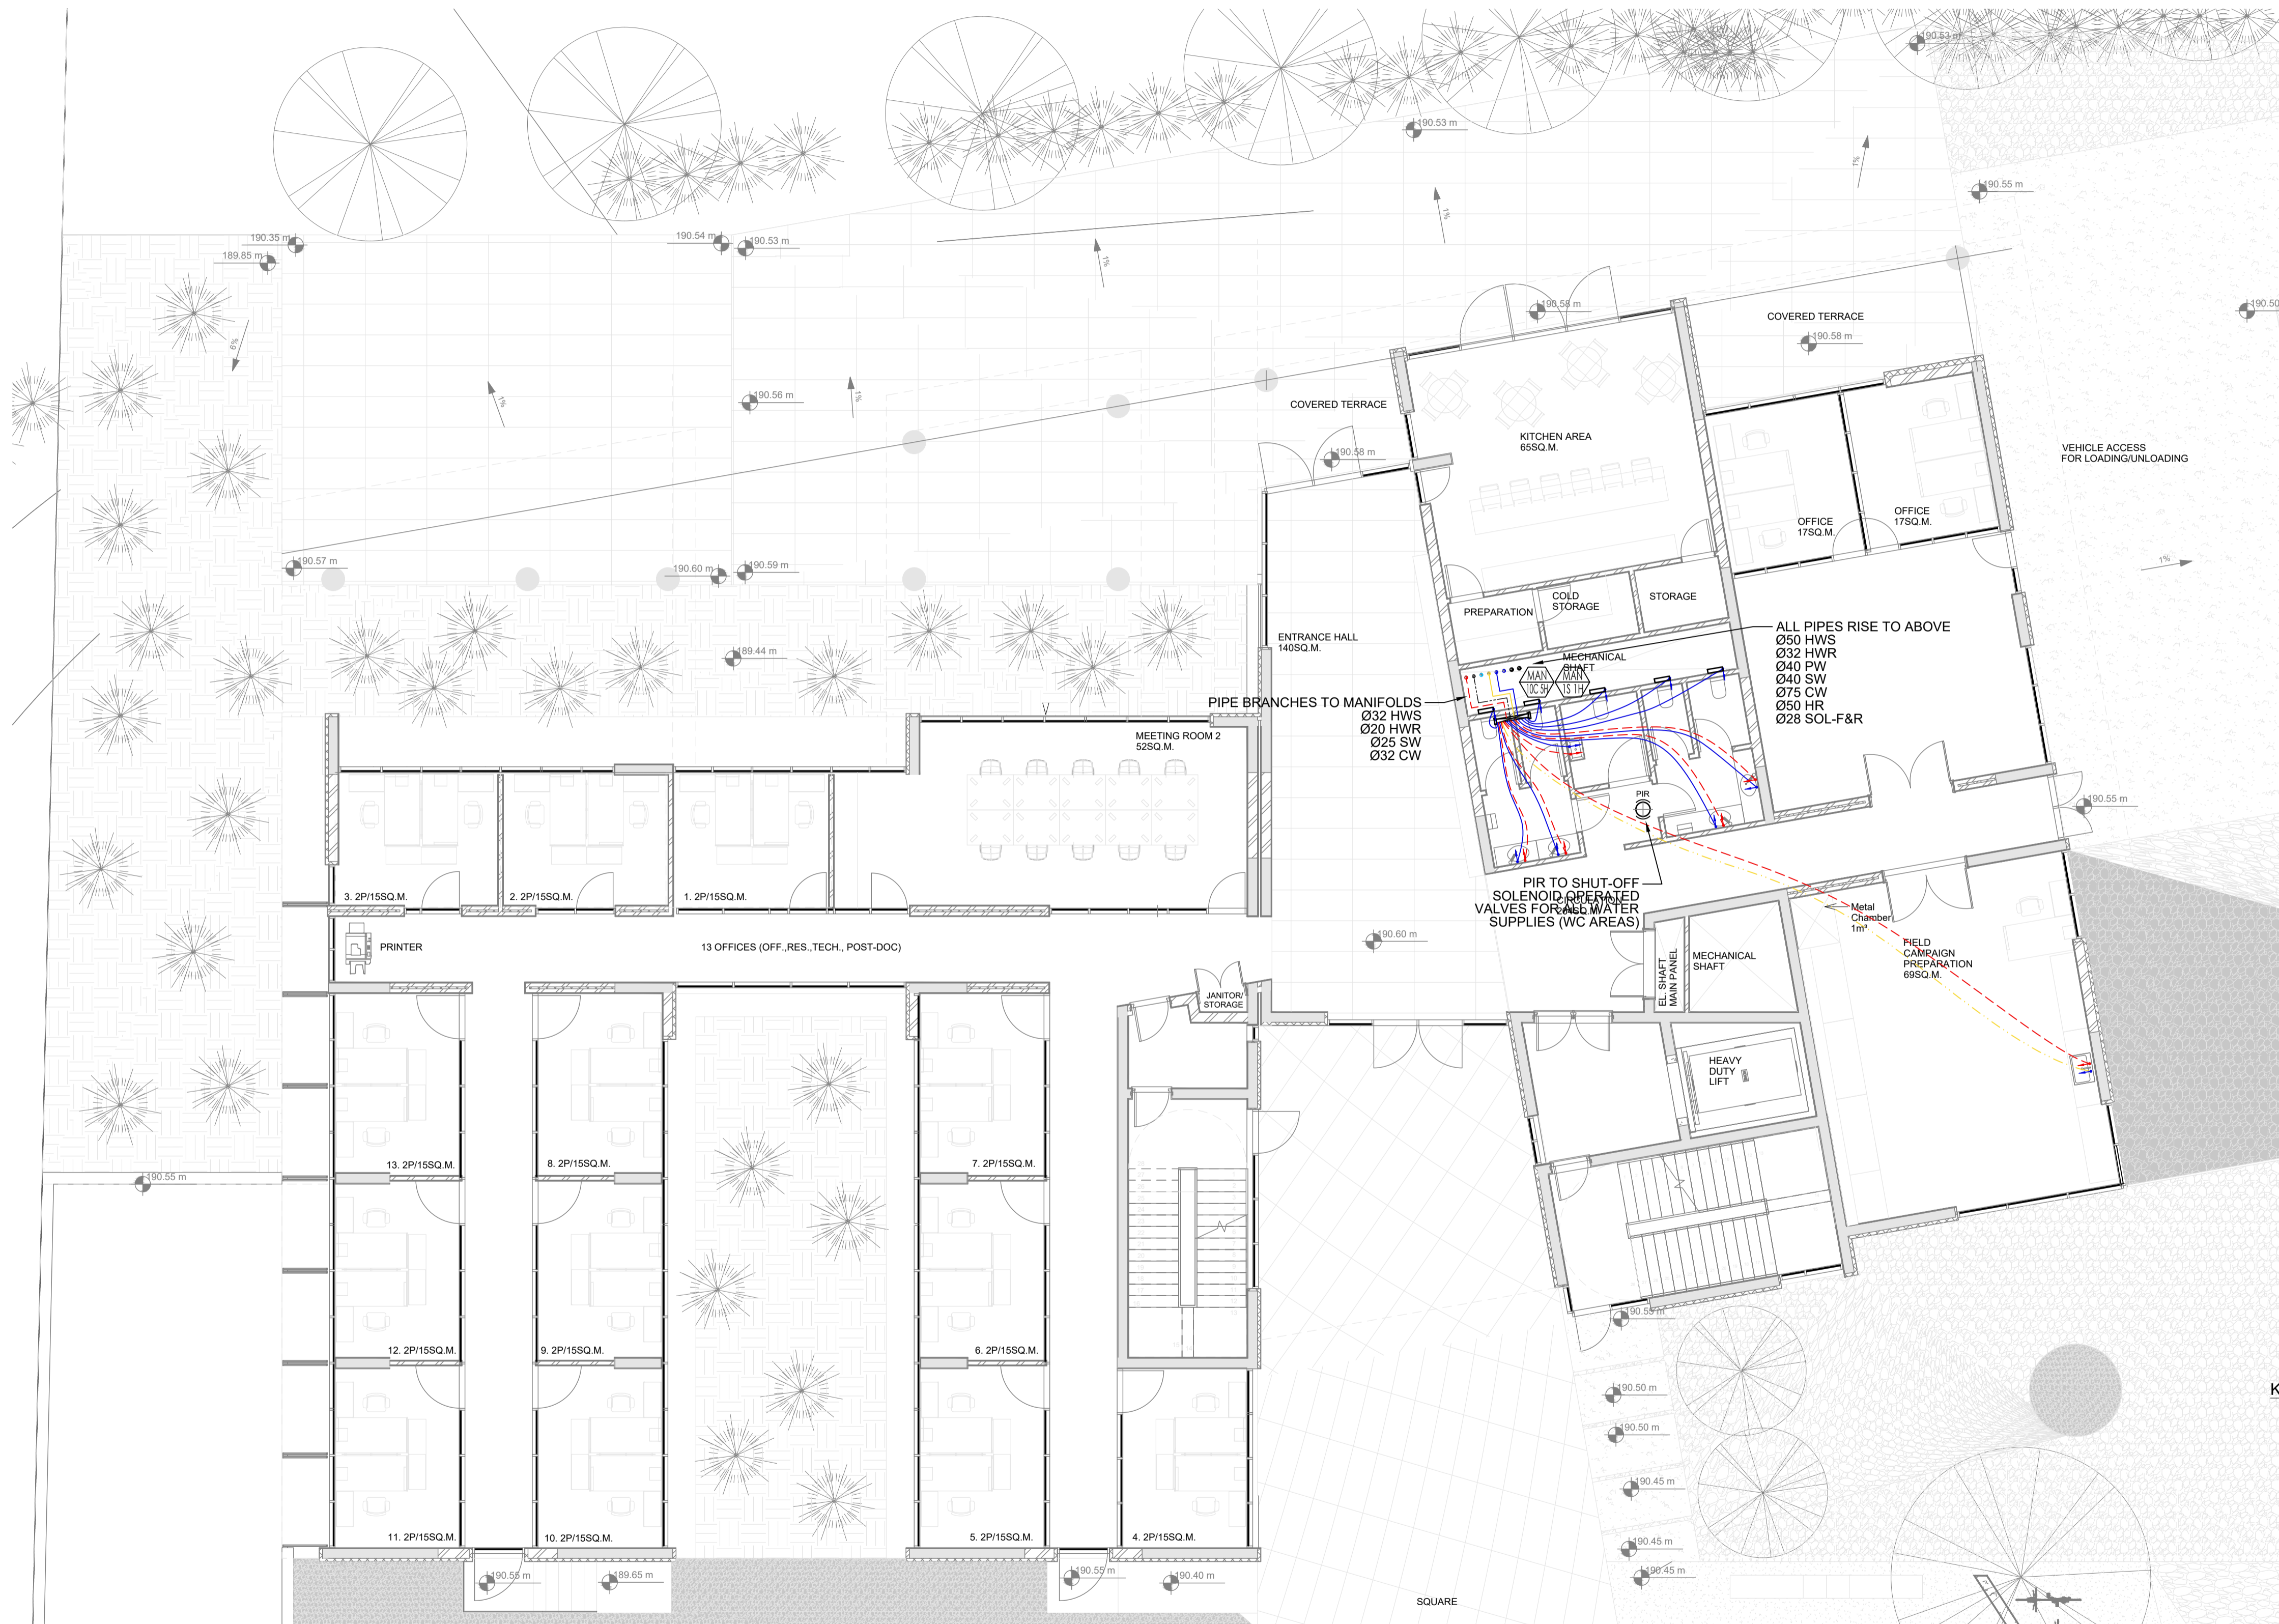 190.53 m
190.53 m
1%
190.55 m
1%
190.35 m
189.85 m
190.54 m
190.53 m
1%
6%
190.58 m
COVERED TERRACE
190.58 m
190.50
1%
190.56 m
1%
COVERED TERRACE
KITCHEN AREA
65SQ.M.
190.58 m
VEHICLE ACCESS
FOR LOADING/UNLOADING
OFFICE
17SQ.M.
OFFICE
17SQ.M.
190.57 m
190.60 m
190.59 m
1%
PREPARATION
COLD
STORAGE
STORAGE
ENTRANCE HALL
140SQ.M.
189.44 m
ALL PIPES RISE TO ABOVE
Ø50 HWS
Ø32 HWR
Ø40 PW
Ø40 SW
Ø75 CW
Ø50 HR
Ø28 SOL-F&R
MECHANICAL
SHAFT
MAN
10C 5H
MAN
1S 1H
PIPE BRANCHES TO MANIFOLDS
Ø32 HWS
Ø20 HWR
Ø25 SW
Ø32 CW
MEETING ROOM 2
52SQ.M.
PIR
190.55 m
3. 2P/15SQ.M.
2. 2P/15SQ.M.
1. 2P/15SQ.M.
PIR TO SHUT-OFF
SOLENOID OPERATED
VALVES FOR ALL WATER
SUPPLIES (WC AREAS)
CIRCULATION
Metal
Chamber
1m³
PRINTER
13 OFFICES (OFF.,RES.,TECH., POST-DOC)
190.60 m
FIELD
CAMPAIGN
PREPARATION
69SQ.M.
EL. SHAFT
MAIN PANEL
MECHANICAL
SHAFT
JANITOR/
STORAGE
HEAVY
DUTY
LIFT
13. 2P/15SQ.M.
8. 2P/15SQ.M.
7. 2P/15SQ.M.
190.55 m
190.55 m
12. 2P/15SQ.M.
9. 2P/15SQ.M.
6. 2P/15SQ.M.
190.50 m
K
190.50 m
190.45 m
11. 2P/15SQ.M.
10. 2P/15SQ.M.
5. 2P/15SQ.M.
4. 2P/15SQ.M.
190.45 m
190.55 m
189.65 m
190.55 m
190.40 m
190.45 m
SQUARE